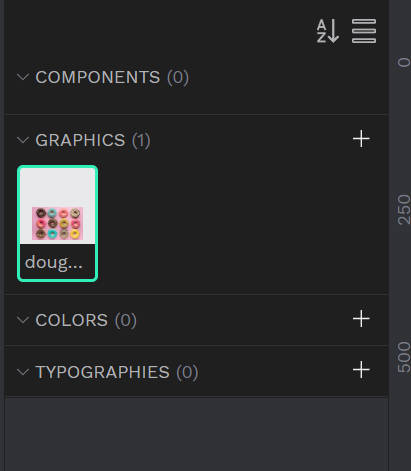 A
Z
COMPONENTS (0)
0
GRAPHICS (1)
250
doug...
COLORS (0)
500
TYPOGRAPHIES (0)